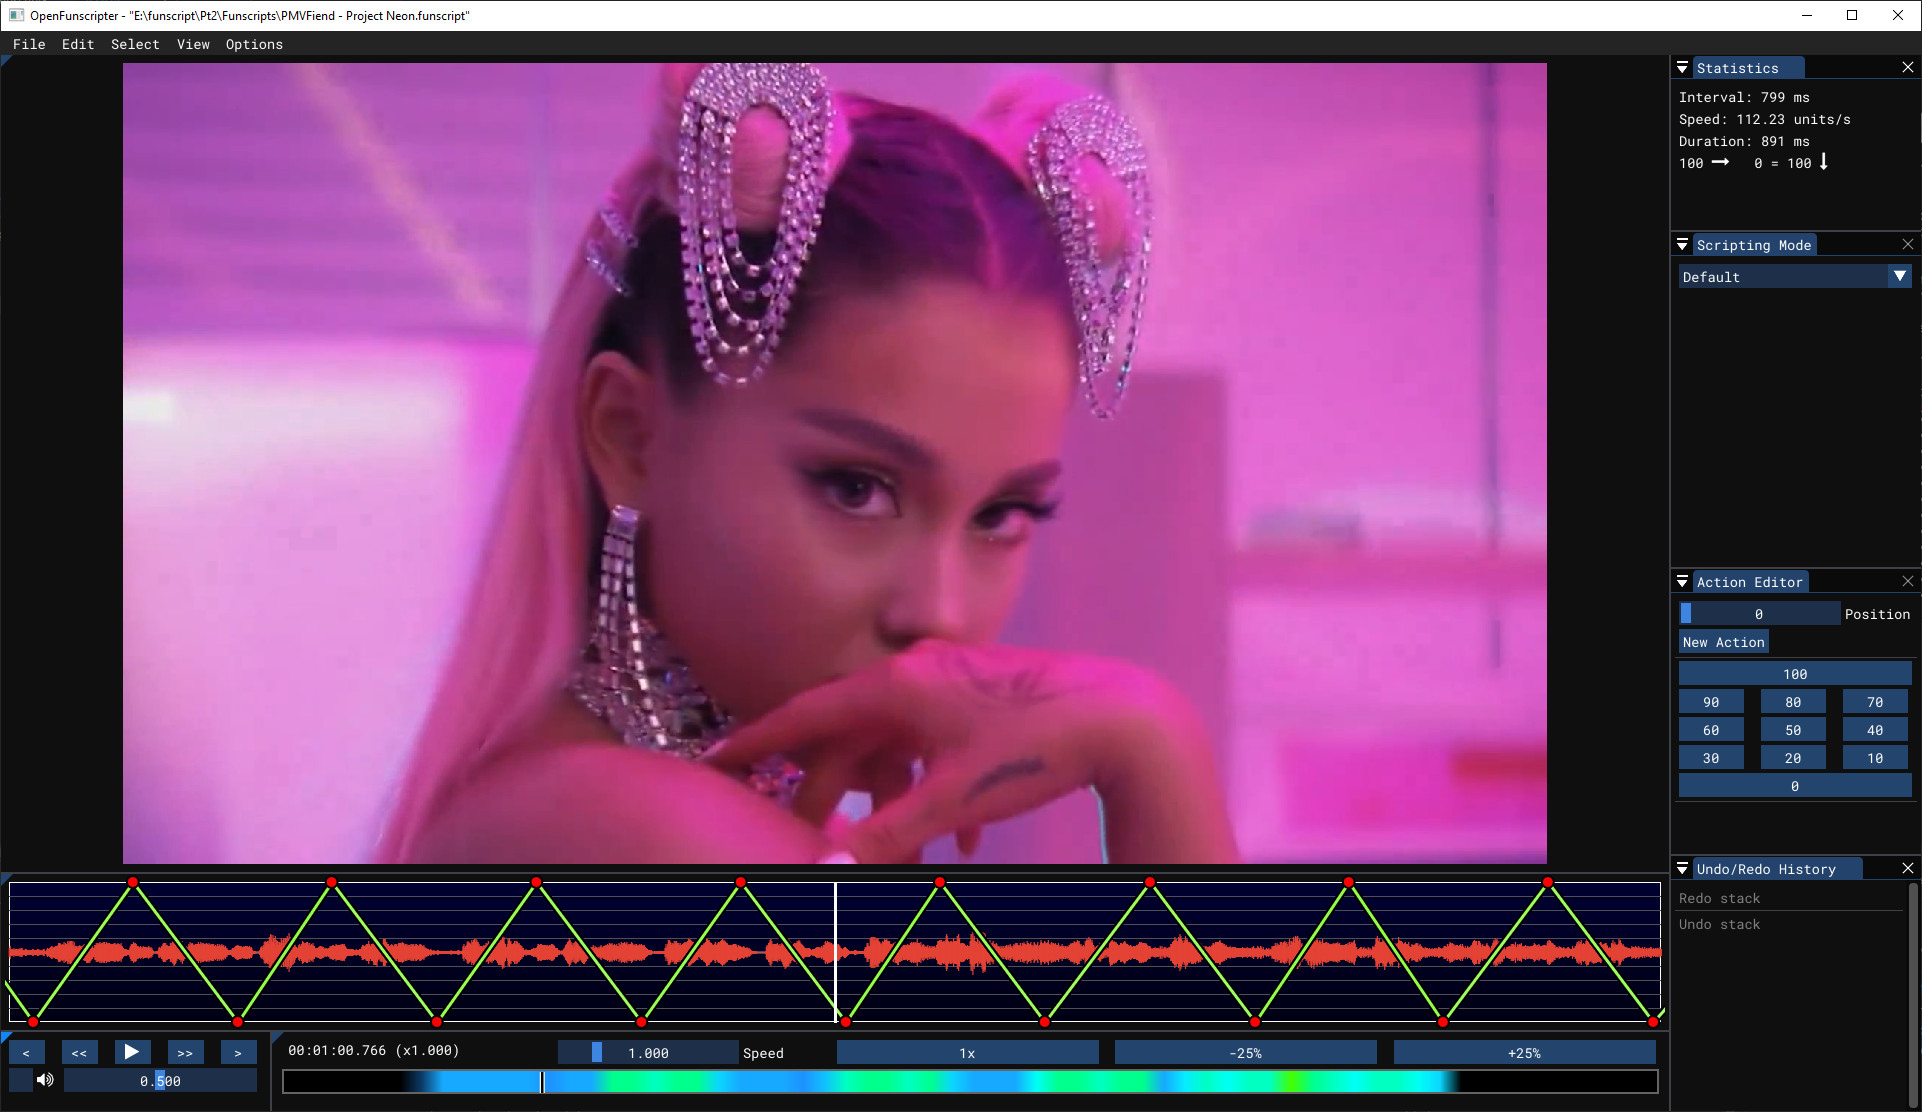 OpenFunscripter - "E:\funscript\Pt2\Funscripts\PMVFiend - Project Neon.funscript"
File Edit Select View Options
Statistics
Interval: 799 ms
Speed: 112.23 units/s
Duration: 891 ms
100 → 0 = 100 ↓
Scripting Mode
Default
Action Editor
0 Position
New Action
100
90 80 70
60 50 40
30 20 10
0
Undo/Redo History
Redo stack
Undo stack
< << >> >
00:01:00.766 (x1.000)
1.000 Speed
1x -25% +25%
0.500